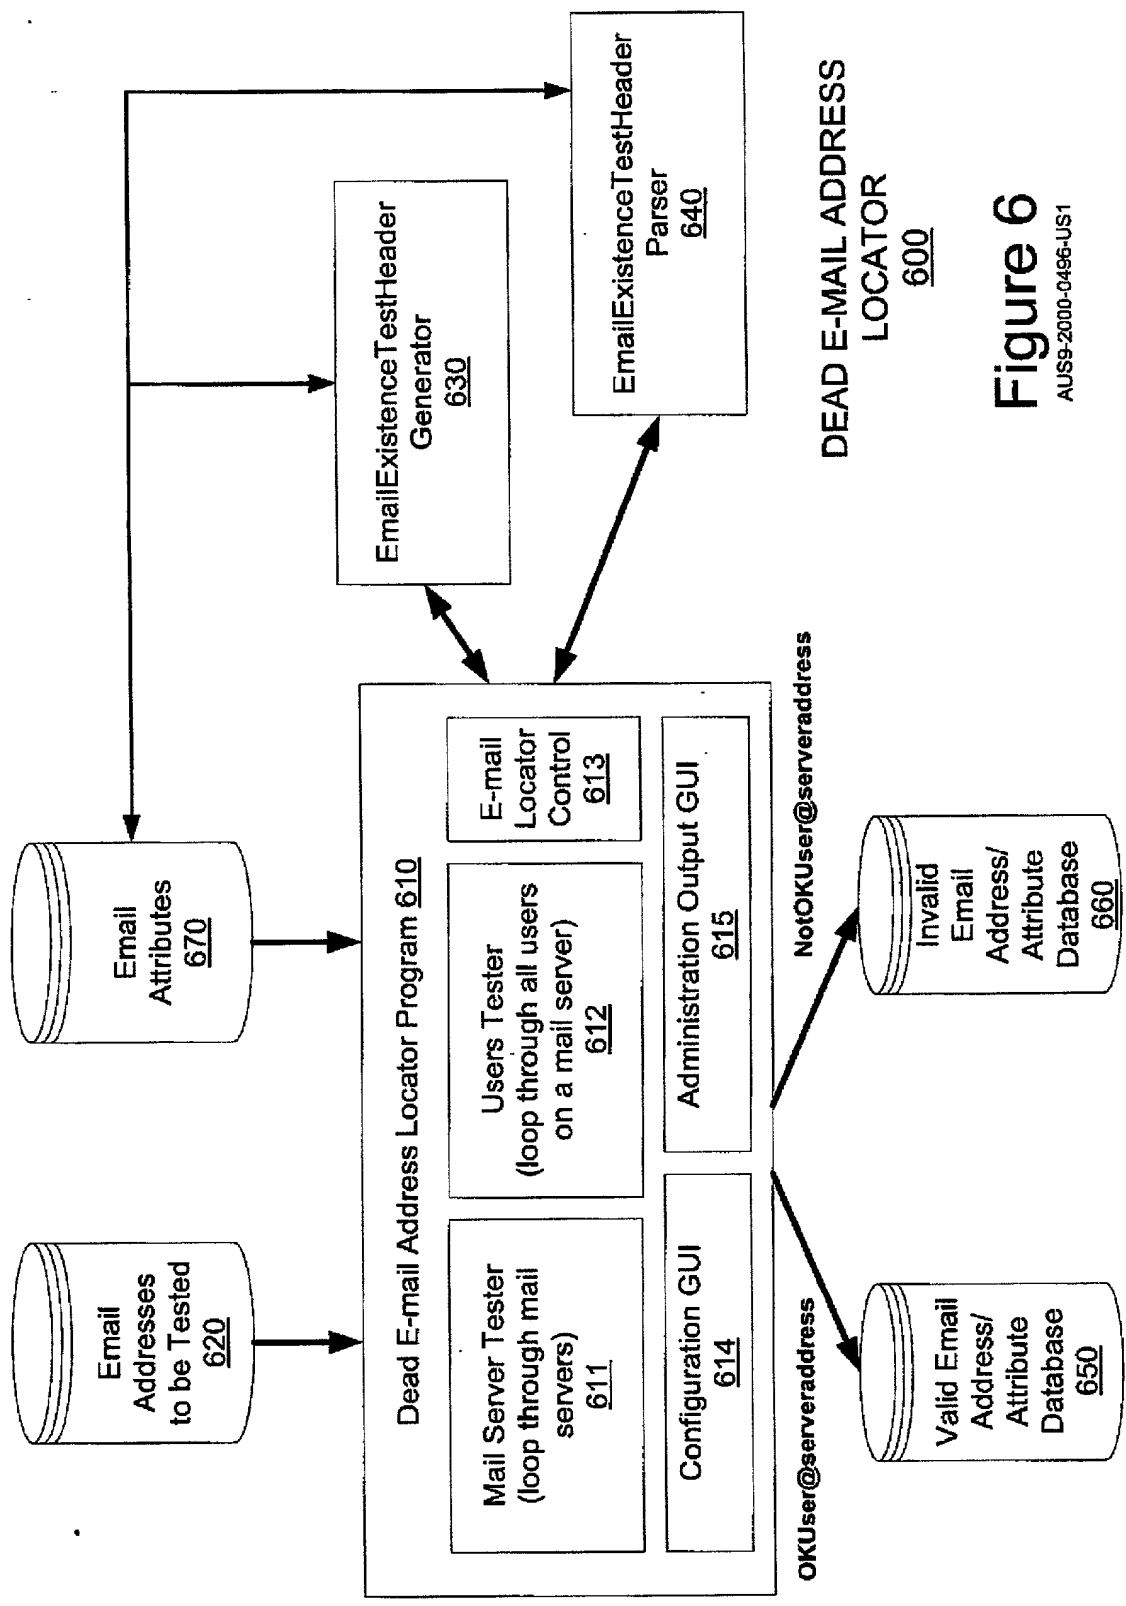 Email
Addresses
to be Tested
620
Email
Attributes
670
Dead E-mail Address Locator Program 610
Mail Server Tester
(loop through mail
servers)
611
Users Tester
(loop through all users
on a mail server)
612
E-mail
Locator
Control
613
Configuration GUI
614
Administration Output GUI
615
EmailExistenceTestHeader
Generator
630
EmailExistenceTestHeader
Parser
640
OKUser@serveraddress
NotOKUser@serveraddress
Valid Email
Address/
Attribute
Database
650
Invalid
Email
Address/
Attribute
Database
660
DEAD E-MAIL ADDRESS
LOCATOR
600
Figure 6
AUS9-2000-0496-US1